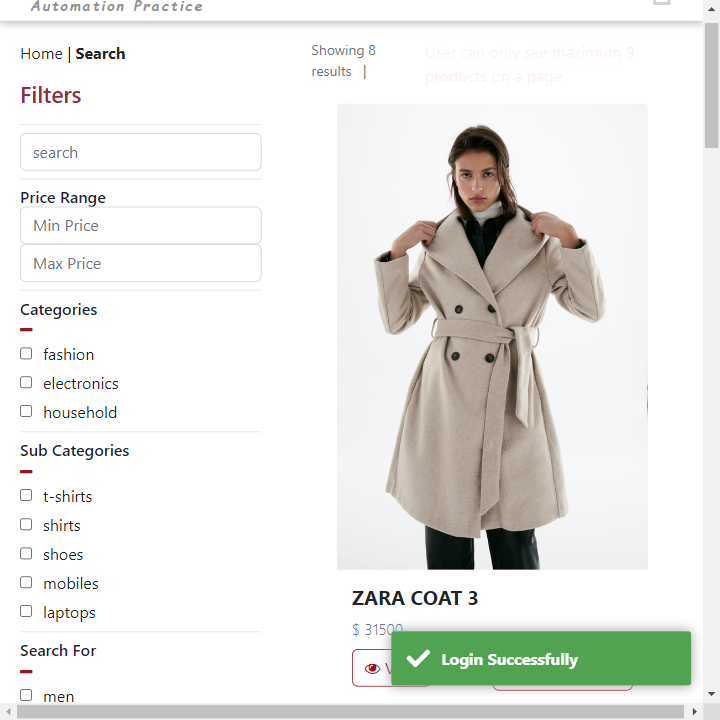 Automation Practice
Home | Search
Showing 8
results |
User can only see maximum 9
products on a page
Filters
search
Price Range
Min Price
Max Price
Categories
fashion
electronics
household
Sub Categories
t-shirts
shirts
shoes
mobiles
laptops
Search For
men
ZARA COAT 3
$ 31500
Login Successfully